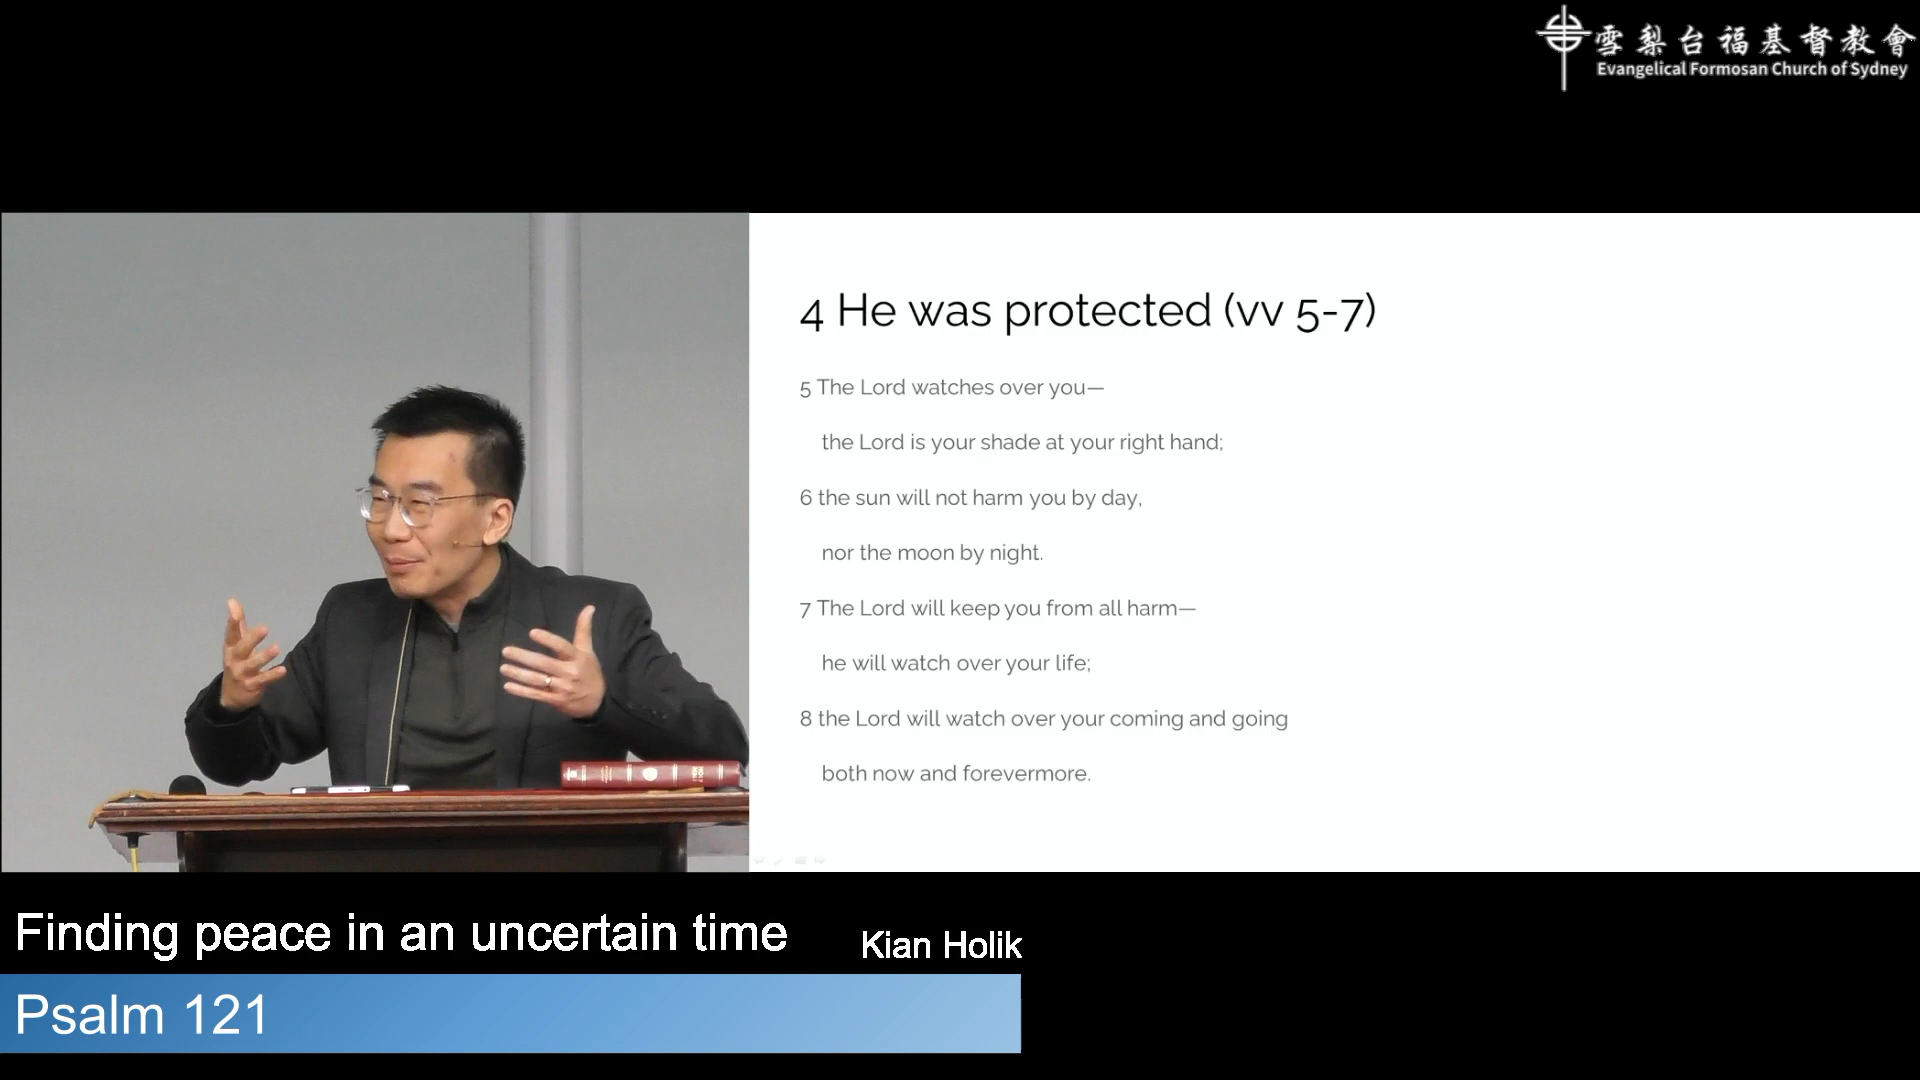 雪梨台福基督教會
Evangelical Formosan Church of Sydney
4 He was protected (vv 5-7)
5 The Lord watches over you—
the Lord is your shade at your right hand;
6 the sun will not harm you by day,
nor the moon by night.
7 The Lord will keep you from all harm—
he will watch over your life;
8 the Lord will watch over your coming and going
both now and forevermore.
Finding peace in an uncertain time
Kian Holik
Psalm 121